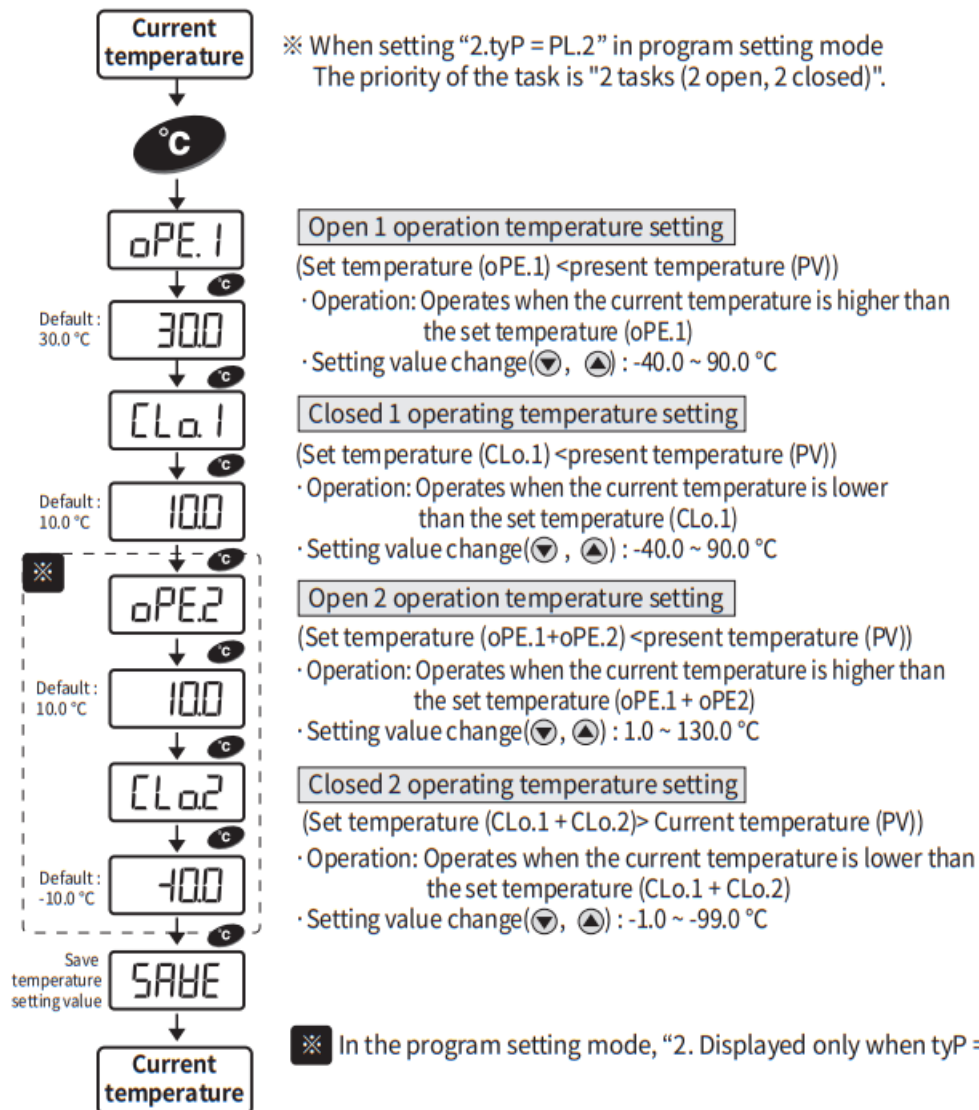 Current
temperature
※ When setting “2.tyP = PL.2” in program setting mode
The priority of the task is "2 tasks (2 open, 2 closed)".
°C
oPE.1
Open 1 operation temperature setting
(Set temperature (oPE.1) <present temperature (PV))
°C
· Operation: Operates when the current temperature is higher than
the set temperature (oPE.1)
Default :
30.0 °C
30.0
· Setting value change(▼, ▲) : -40.0 ~ 90.0 °C
°C
CLo.1
Closed 1 operating temperature setting
(Set temperature (CLo.1) <present temperature (PV))
°C
· Operation: Operates when the current temperature is lower
than the set temperature (CLo.1)
Default :
10.0 °C
10.0
· Setting value change(▼ , ▲) : -40.0 ~ 90.0 °C
°C
※
oPE.2
Open 2 operation temperature setting
(Set temperature (oPE.1+oPE.2) <present temperature (PV))
°C
· Operation: Operates when the current temperature is higher than
the set temperature (oPE.1 + oPE2)
Default :
10.0 °C
10.0
· Setting value change(▼, ▲) : 1.0 ~ 130.0 °C
°C
CLo.2
Closed 2 operating temperature setting
(Set temperature (CLo.1 + CLo.2)> Current temperature (PV))
°C
· Operation: Operates when the current temperature is lower than
the set temperature (CLo.1 + CLo.2)
Default :
-10.0 °C
-10.0
· Setting value change(▼, ▲) : -1.0 ~ -99.0 °C
°C
Save
temperature
setting value
SAVE
※ In the program setting mode, “2. Displayed only when tyP =
Current
temperature